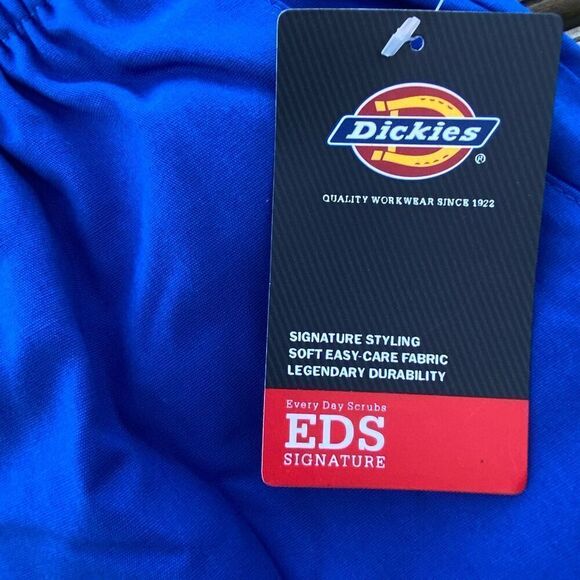 Dickies
®
QUALITY WORKWEAR SINCE 1922
SIGNATURE STYLING
SOFT EASY-CARE FABRIC
LEGENDARY DURABILITY
Every Day Scrubs
EDS
SIGNATURE